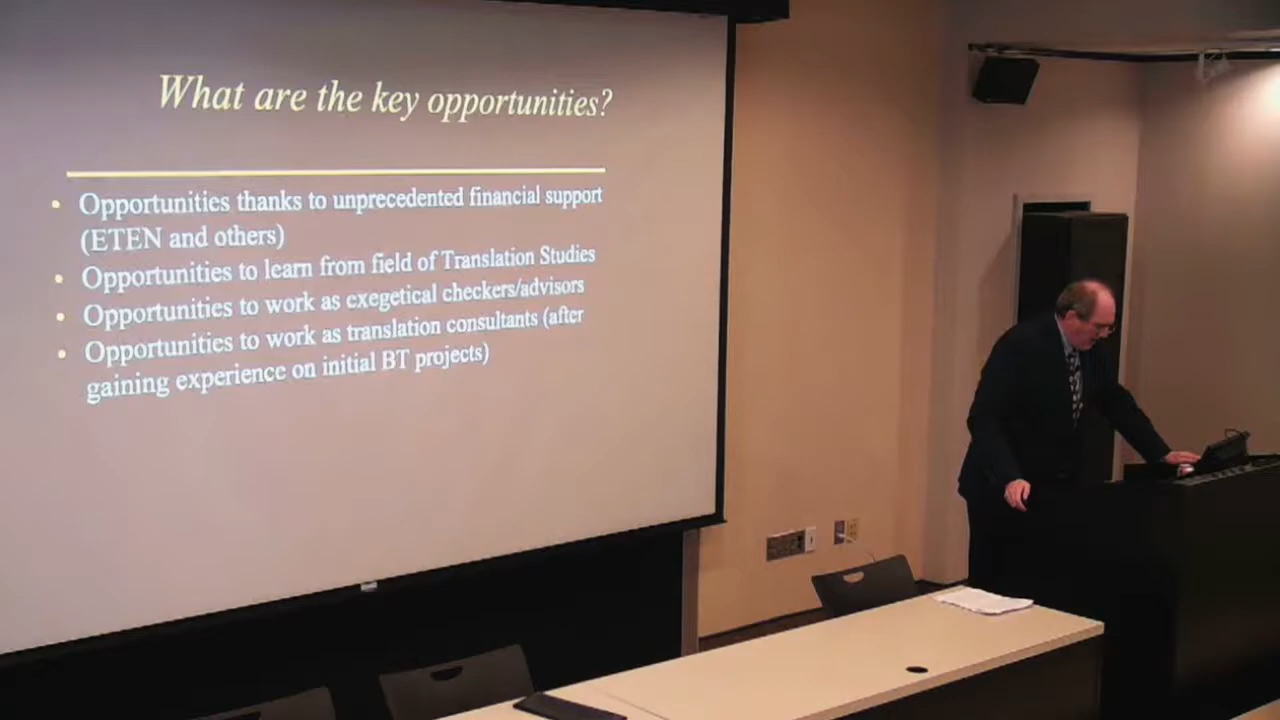 What are the key opportunities?
• Opportunities thanks to unprecedented financial support
(ETEN and others)
• Opportunities to learn from field of Translation Studies
• Opportunities to work as exegetical checkers/advisors
• Opportunities to work as translation consultants (after
gaining experience on initial BT projects)